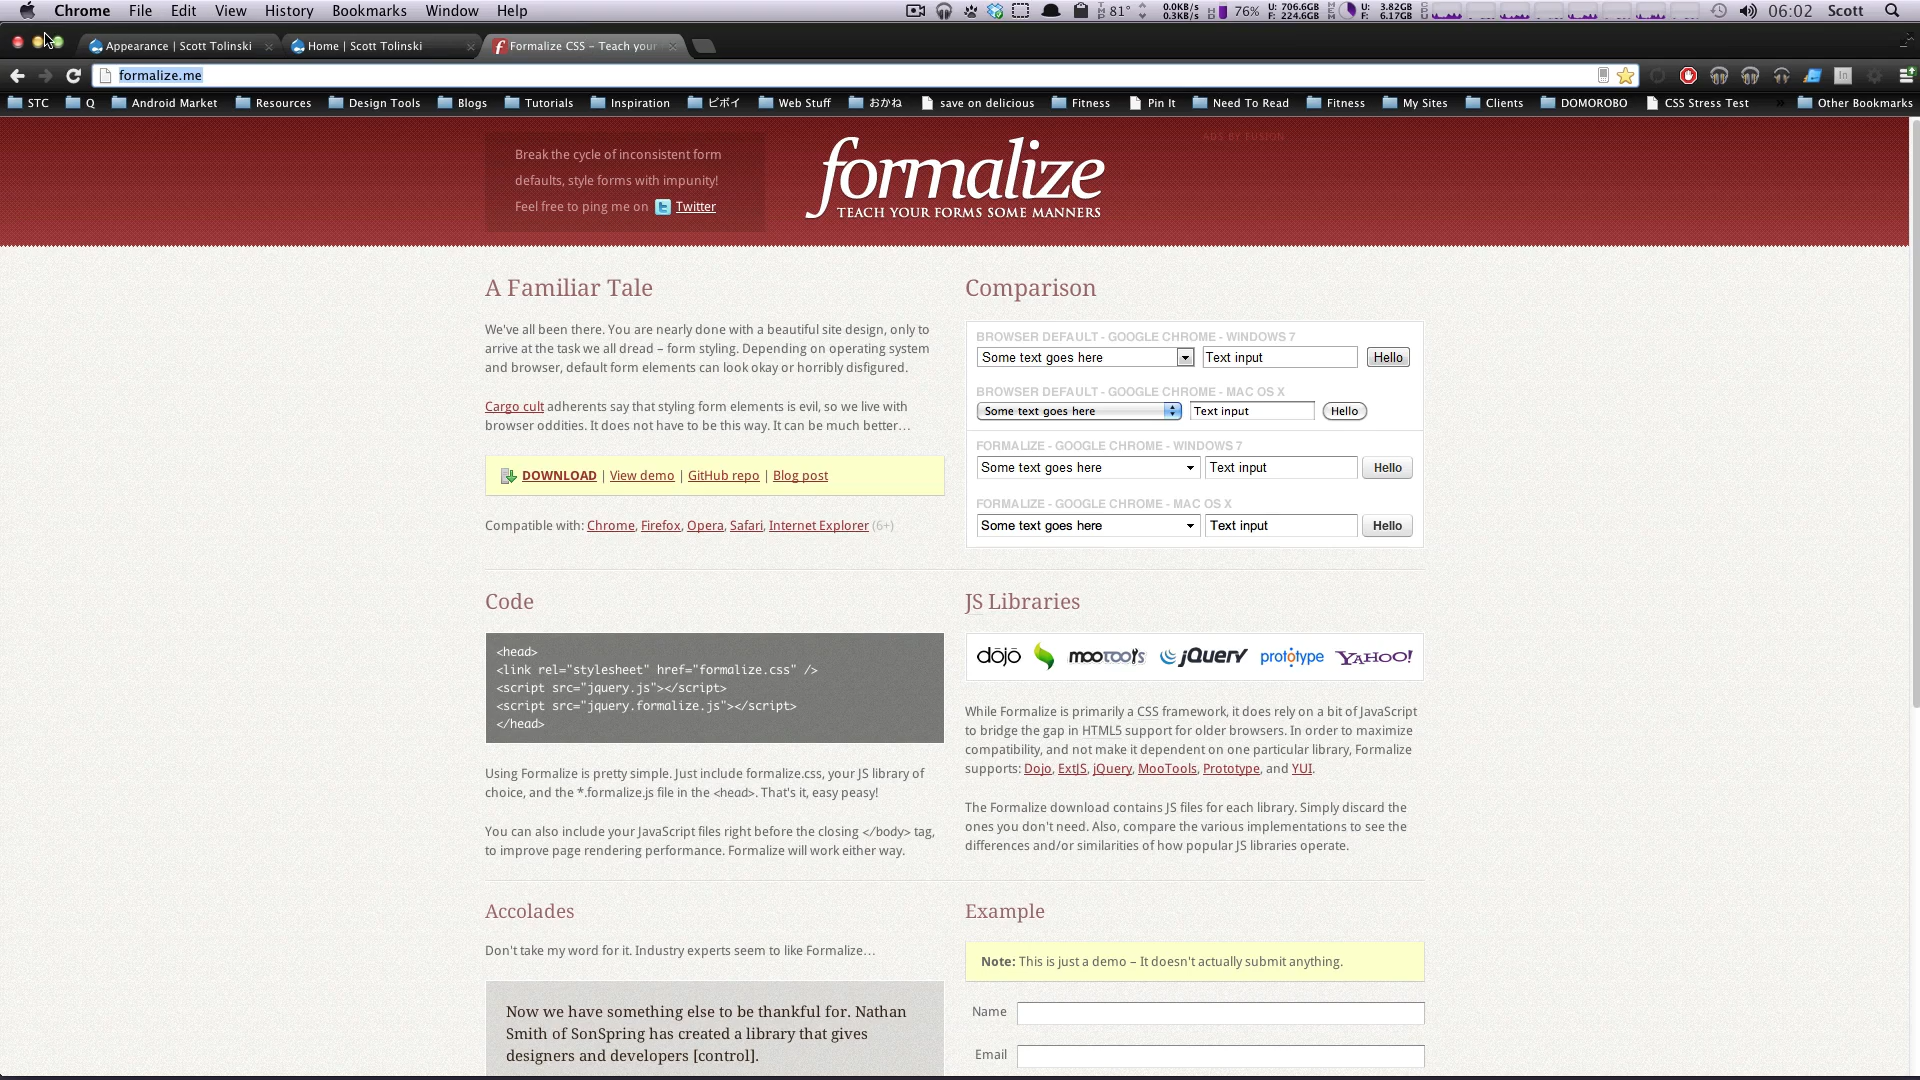 Chrome File Edit View History Bookmarks Window Help
81° 0.0KB/s 0.3KB/s 76% U: 706.6GB F: 224.6GB U: 3.82GB F: 6.17GB 06:02 Scott
Appearance | Scott Tolinski
Home | Scott Tolinski
Formalize CSS – Teach your
formalize.me
STC Q Android Market Resources Design Tools Blogs Tutorials Inspiration ビボイ Web Stuff おかね save on delicious Fitness Pin It Need To Read Fitness My Sites Clients DOMOROBO CSS Stress Test » Other Bookmarks
Break the cycle of inconsistent form
defaults, style forms with impunity!
Feel free to ping me on Twitter
formalize
TEACH YOUR FORMS SOME MANNERS
ADS BY FUSION
A Familiar Tale
We've all been there. You are nearly done with a beautiful site design, only to
arrive at the task we all dread – form styling. Depending on operating system
and browser, default form elements can look okay or horribly disfigured.
Cargo cult adherents say that styling form elements is evil, so we live with
browser oddities. It does not have to be this way. It can be much better…
DOWNLOAD | View demo | GitHub repo | Blog post
Compatible with: Chrome, Firefox, Opera, Safari, Internet Explorer (6+)
Comparison
BROWSER DEFAULT - GOOGLE CHROME - WINDOWS 7
Some text goes here Text input Hello
BROWSER DEFAULT - GOOGLE CHROME - MAC OS X
Some text goes here Text input Hello
FORMALIZE - GOOGLE CHROME - WINDOWS 7
Some text goes here Text input Hello
FORMALIZE - GOOGLE CHROME - MAC OS X
Some text goes here Text input Hello
Code
<head>
<link rel="stylesheet" href="formalize.css" />
<script src="jquery.js"></script>
<script src="jquery.formalize.js"></script>
</head>
Using Formalize is pretty simple. Just include formalize.css, your JS library of
choice, and the *.formalize.js file in the <head>. That's it, easy peasy!
You can also include your JavaScript files right before the closing </body> tag,
to improve page rendering performance. Formalize will work either way.
JS Libraries
dojo mootools jQuery prototype YAHOO!
While Formalize is primarily a CSS framework, it does rely on a bit of JavaScript
to bridge the gap in HTML5 support for older browsers. In order to maximize
compatibility, and not make it dependent on one particular library, Formalize
supports: Dojo, ExtJS, jQuery, MooTools, Prototype, and YUI.
The Formalize download contains JS files for each library. Simply discard the
ones you don't need. Also, compare the various implementations to see the
differences and/or similarities of how popular JS libraries operate.
Accolades
Don't take my word for it. Industry experts seem to like Formalize…
Now we have something else to be thankful for. Nathan
Smith of SonSpring has created a library that gives
designers and developers [control].
Example
Note: This is just a demo – It doesn't actually submit anything.
Name
Email